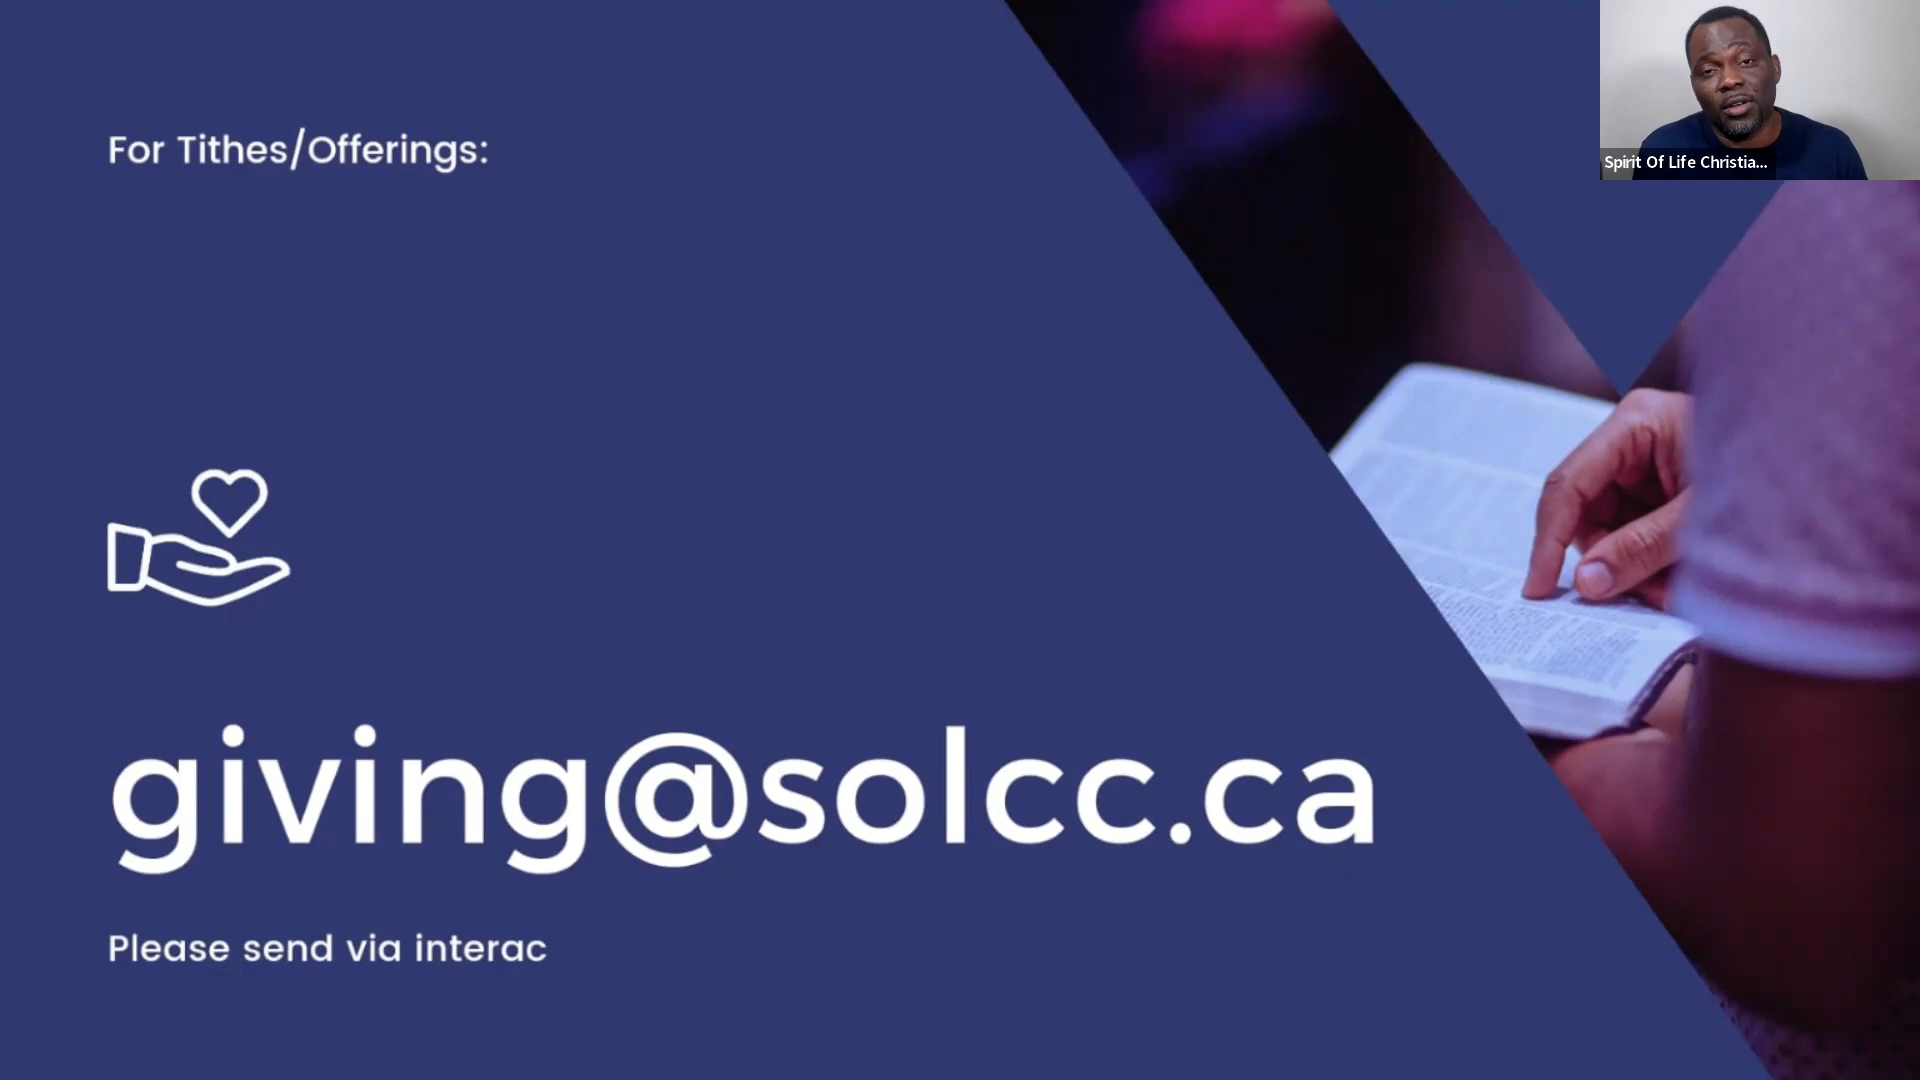 For Tithes/Offerings:
Spirit Of Life Christia...
giving@solcc.ca
Please send via interac